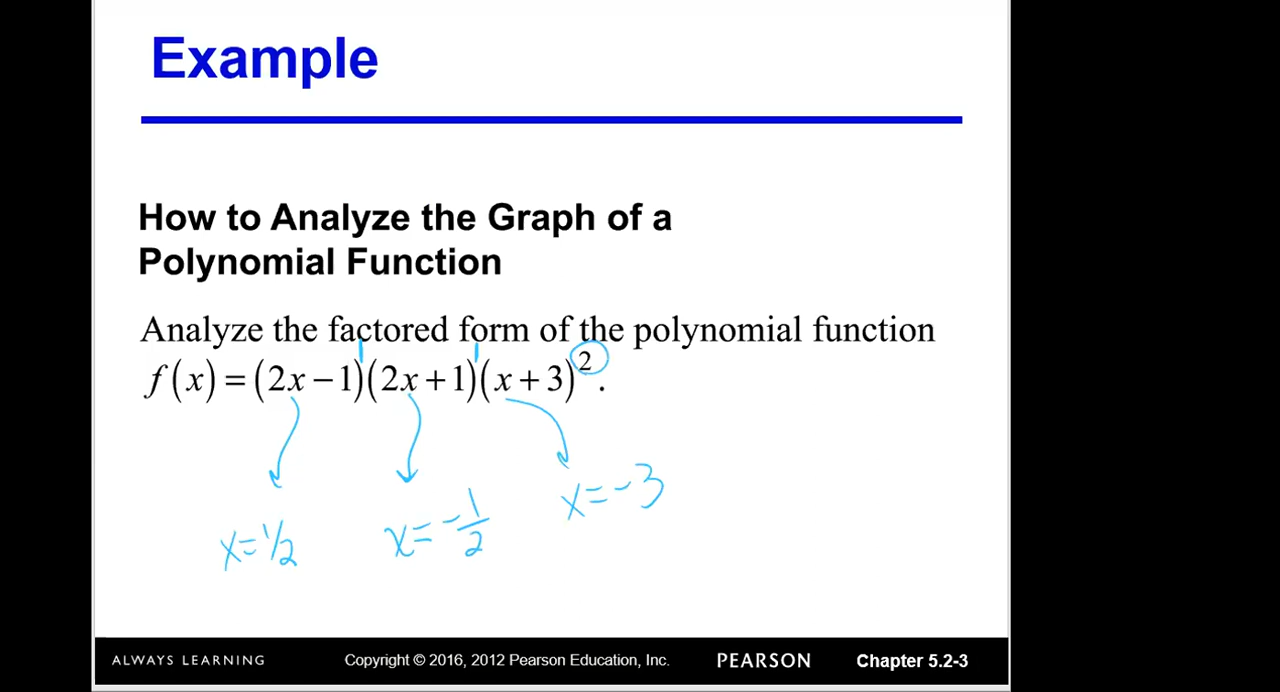 Example
How to Analyze the Graph of a
Polynomial Function
Analyze the factored form of the polynomial function
1 1
f(x) = (2x − 1)(2x + 1)(x + 3)².
x = 1/2 x = -1/2 x = -3
ALWAYS LEARNING Copyright © 2016, 2012 Pearson Education, Inc. PEARSON Chapter 5.2-3